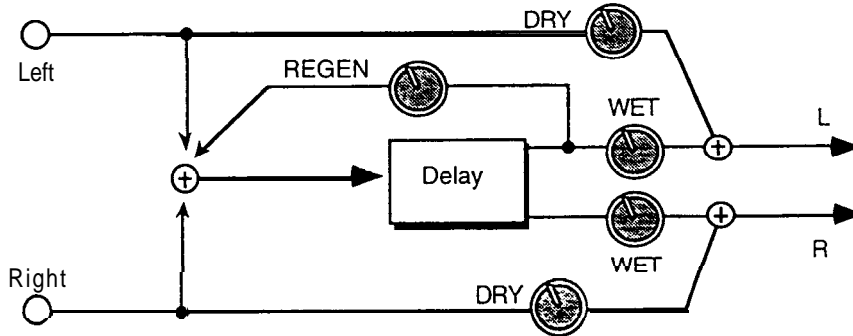 DRY
Left
REGEN
WET
L
Delay
R
WET
Right
DRY